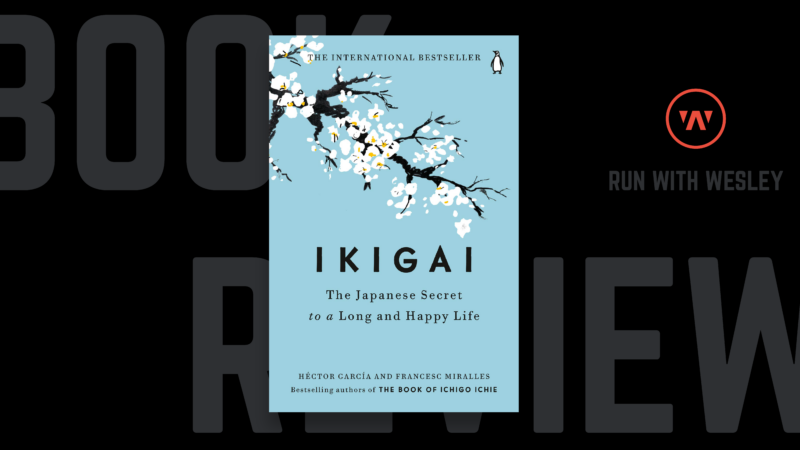 BOOK
REVIEW
THE INTERNATIONAL BESTSELLER
IKIGAI
The Japanese Secret
to a Long and Happy Life
HÉCTOR GARCÍA AND FRANCESC MIRALLES
Bestselling authors of THE BOOK OF ICHIGO ICHIE
RUN WITH WESLEY